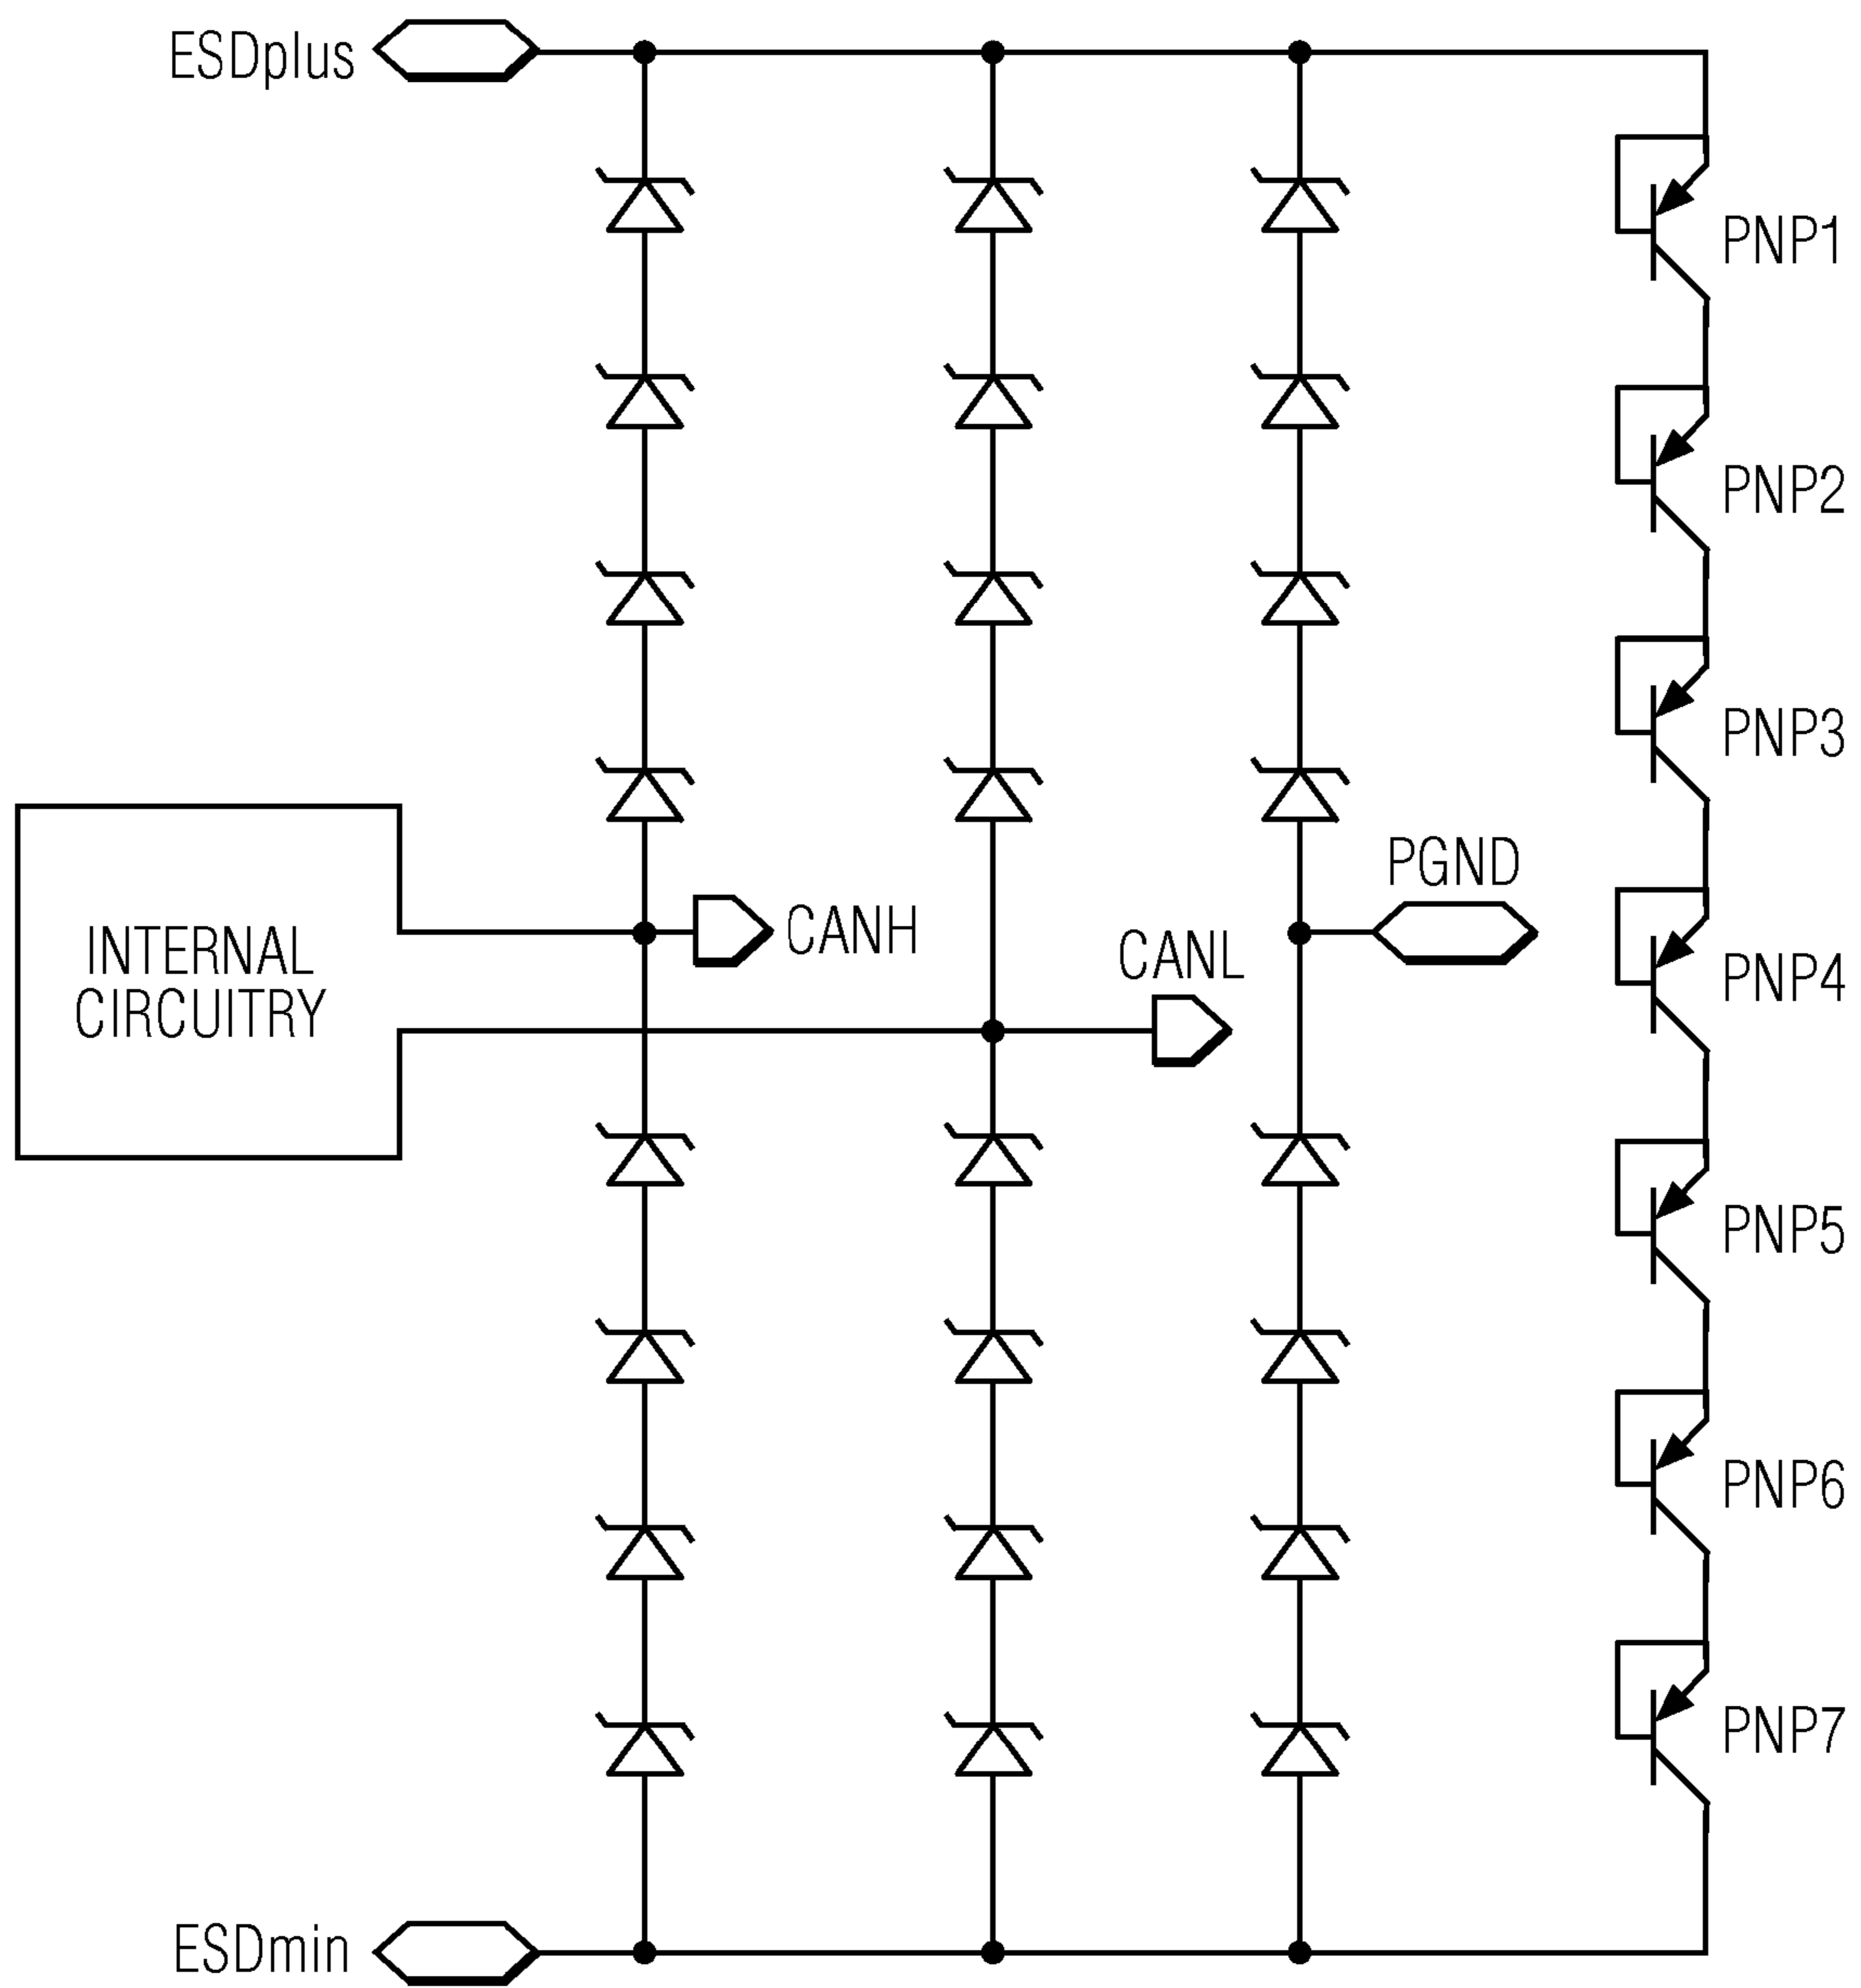 ESDplus
PNP1
PNP2
PNP3
PGND
CANH
INTERNAL
CIRCUITRY
CANL
PNP4
PNP5
PNP6
PNP7
ESDmin